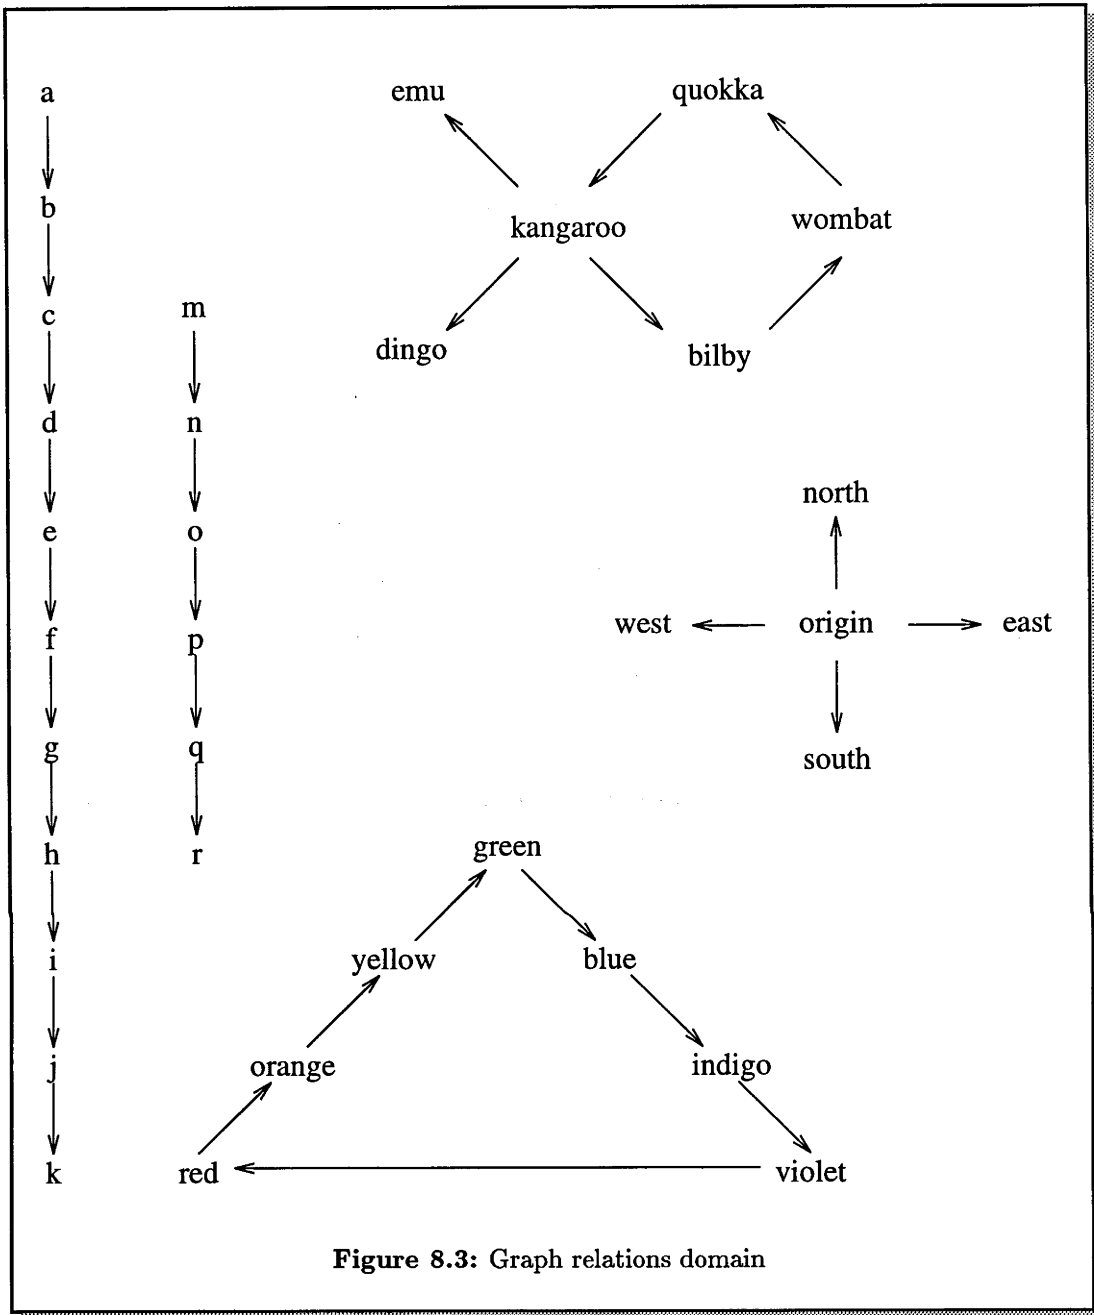 a
emu
quokka
b
kangaroo
wombat
c
m
dingo
bilby
d
n
north
e
o
west
origin
east
f
p
g
q
south
h
r
green
i
yellow
blue
j
orange
indigo
k
red
violet
Figure 8.3: Graph relations domain